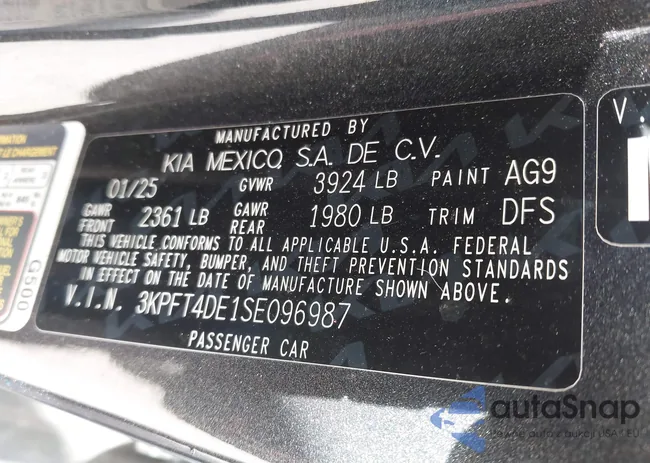 MANUFACTURED BY
KIA MEXICO, S.A. DE C.V.
01/25 GVWR 3924 LB PAINT AG9
GAWR FRONT 2361 LB GAWR REAR 1980 LB TRIM DFS
THIS VEHICLE CONFORMS TO ALL APPLICABLE U.S.A. FEDERAL
MOTOR VEHICLE SAFETY, BUMPER, AND THEFT PREVENTION STANDARDS
IN EFFECT ON THE DATE OF MANUFACTURE SHOWN ABOVE.
V.I.N. 3KPFT4DE1SE096987
PASSENGER CAR
G500
V.
autoSnap